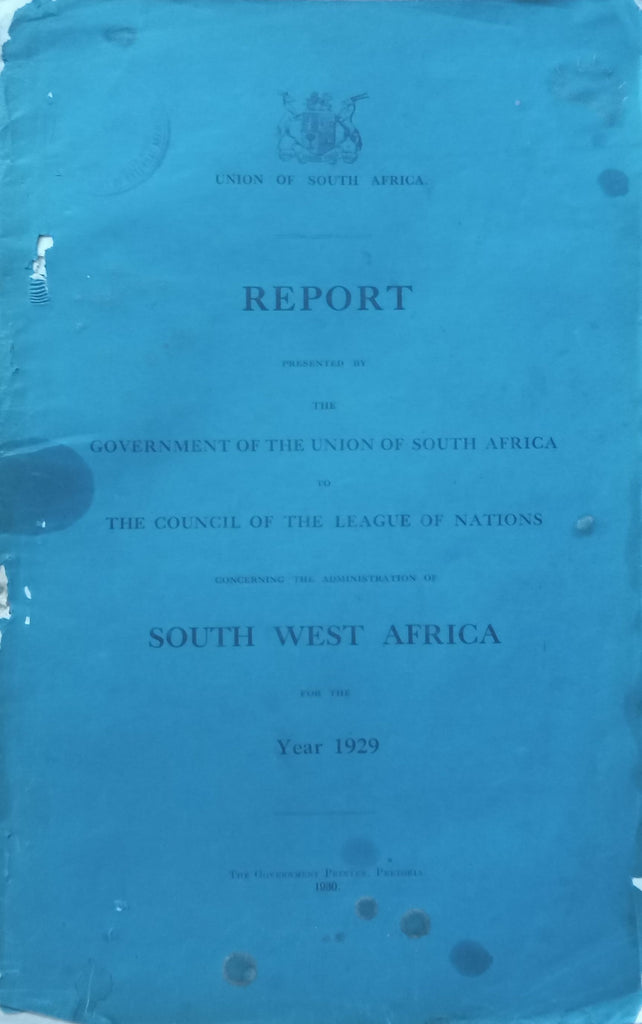 UNION OF SOUTH AFRICA.
REPORT
PRESENTED BY
THE
GOVERNMENT OF THE UNION OF SOUTH AFRICA
TO
THE COUNCIL OF THE LEAGUE OF NATIONS
CONCERNING THE ADMINISTRATION OF
SOUTH WEST AFRICA
FOR THE
Year 1929
The Government Printer, Pretoria.
1930.